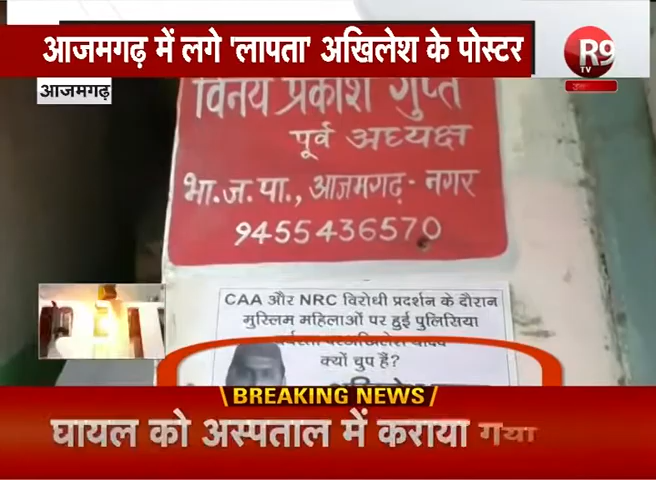 आजमगढ़ में लगे 'लापता' अखिलेश के पोस्टर
R9
TV
आजमगढ़
विनय प्रकाश गुप्त
पूर्व अध्यक्ष
भा.ज.पा., आजमगढ़-नगर
9455436570
CAA और NRC विरोधी प्रदर्शन के दौरान
मुस्लिम महिलाओं पर हुई पुलिसिया
क्यों चुप हैं?
BREAKING NEWS
घायल को अस्पताल में कराया गया